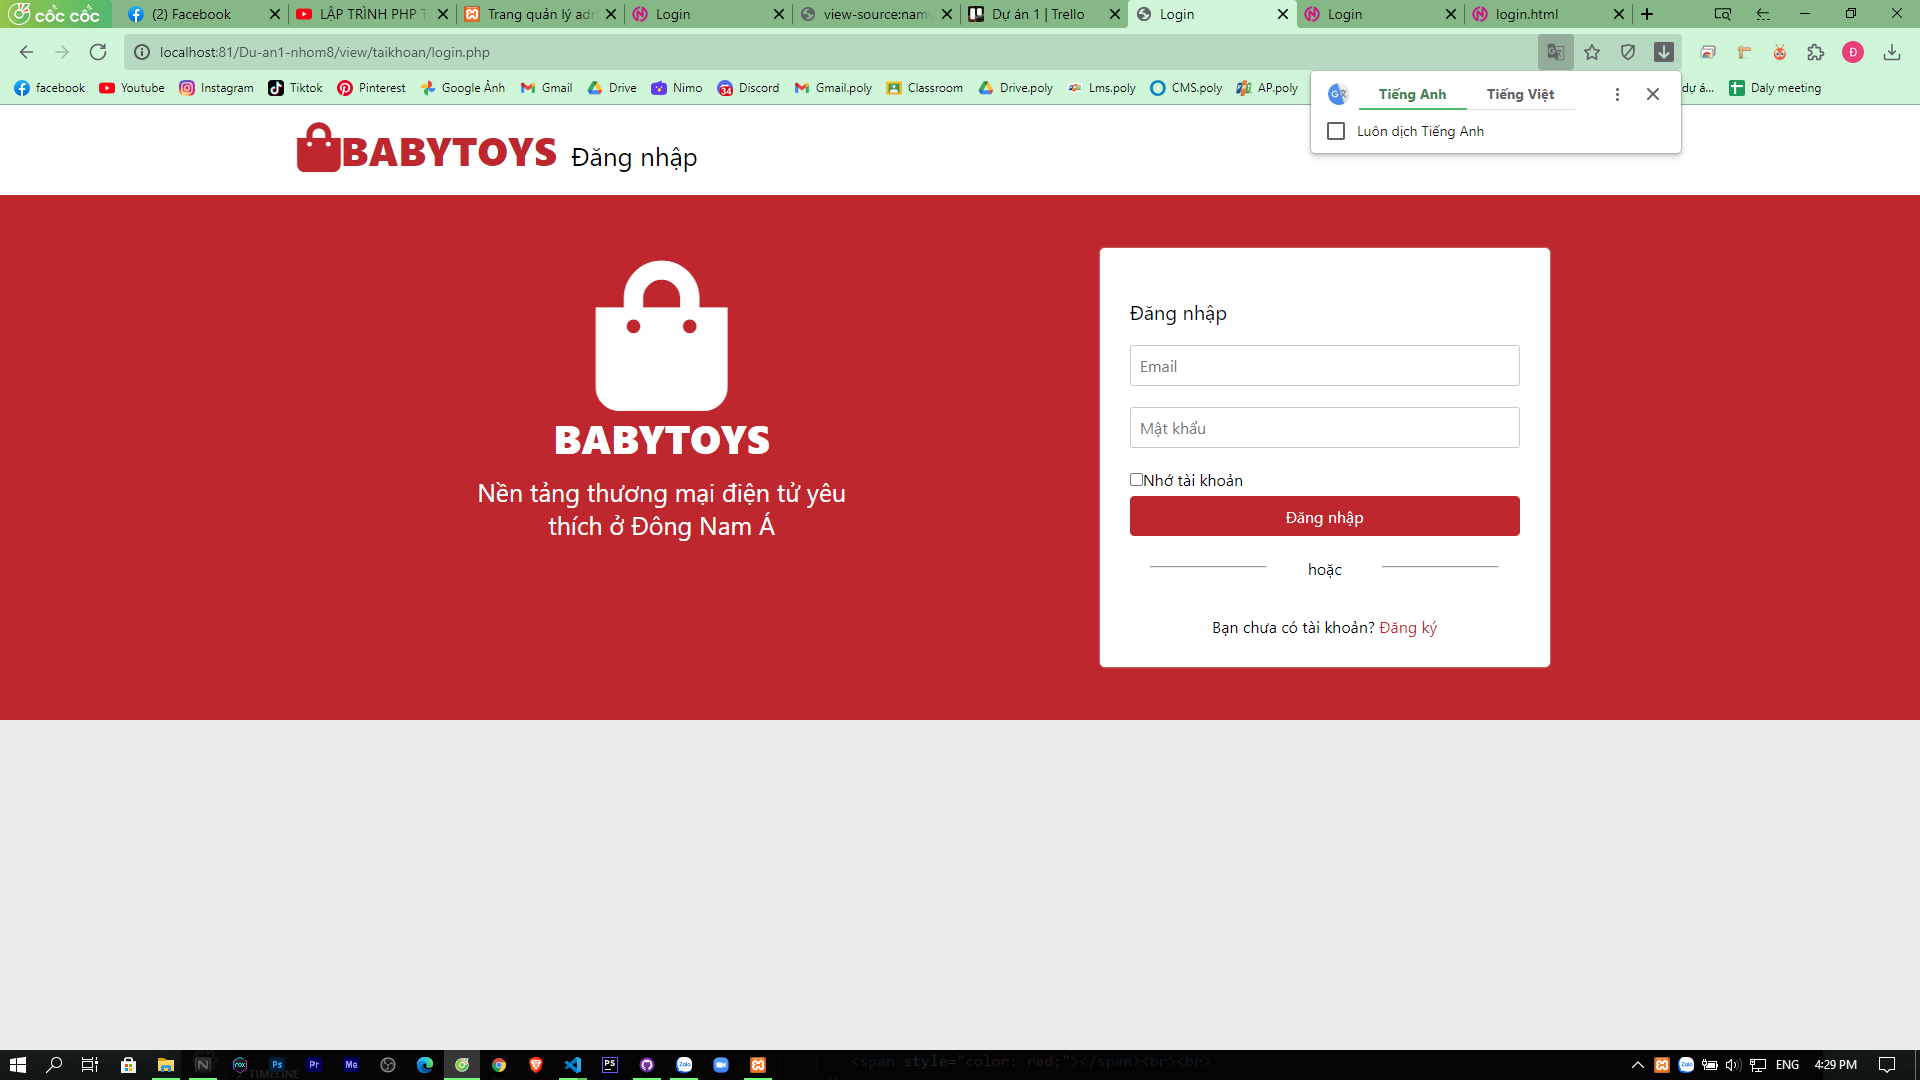 cốc cốc
(2) Facebook
LẬP TRÌNH PHP T
Trang quản lý adn
Login
view-source:namv
Dự án 1 | Trello
Login
Login
login.html
localhost:81/Du-an1-nhom8/view/taikhoan/login.php
Đ
facebook
Youtube
Instagram
Tiktok
Pinterest
Google Ảnh
Gmail
Drive
Nimo
Discord
Gmail.poly
Classroom
Drive.poly
Lms.poly
CMS.poly
AP.poly
dự á...
Daly meeting
Tiếng Anh
Tiếng Việt
Luôn dịch Tiếng Anh
BABYTOYS Đăng nhập
BABYTOYS
Nền tảng thương mại điện tử yêu
thích ở Đông Nam Á
Đăng nhập
Email
Mật khẩu
Nhớ tài khoản
Đăng nhập
hoặc
Bạn chưa có tài khoản? Đăng ký
TIMELINE
<span style="color: red;"></span><br><br>
ENG
4:29 PM